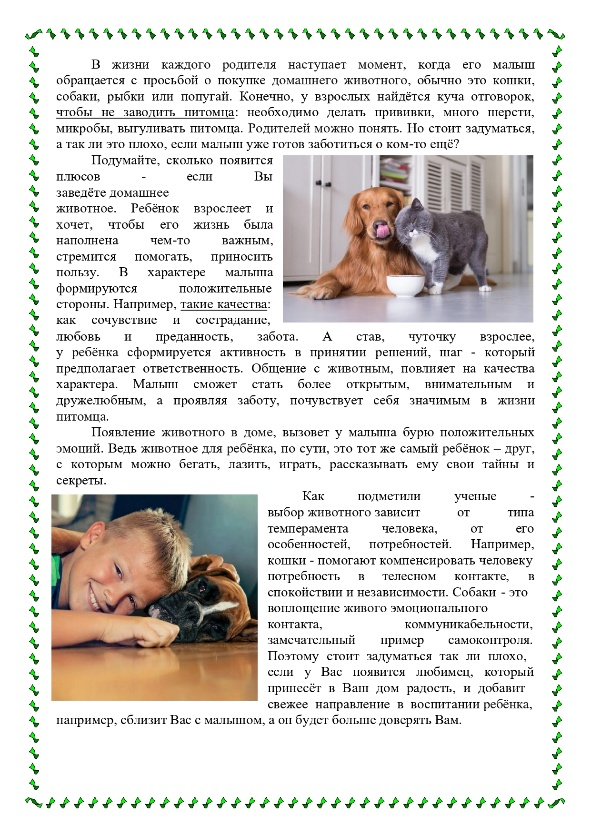 В жизни каждого родителя наступает момент, когда его малыш
обращается с просьбой о покупке домашнего животного, обычно это кошки,
собаки, рыбки или попугай. Конечно, у взрослых найдётся куча отговорок,
чтобы не заводить питомца: необходимо делать прививки, много шерсти,
микробы, выгуливать питомца. Родителей можно понять. Но стоит задуматься,
а так ли это плохо, если малыш уже готов заботиться о ком-то ещё?
Подумайте, сколько появится
плюсов - если Вы
заведёте домашнее
животное. Ребёнок взрослеет и
хочет, чтобы его жизнь была
наполнена чем-то важным,
стремится помогать, приносить
пользу. В характере малыша
формируются положительные
стороны. Например, такие качества:
как сочувствие и сострадание,
любовь и преданность, забота. А став, чуточку взрослее,
у ребёнка сформируется активность в принятии решений, шаг - который
предполагает ответственность. Общение с животным, повлияет на качества
характера. Малыш сможет стать более открытым, внимательным и
дружелюбным, а проявляя заботу, почувствует себя значимым в жизни
питомца.
Появление животного в доме, вызовет у малыша бурю положительных
эмоций. Ведь животное для ребёнка, по сути, это тот же самый ребёнок – друг,
с которым можно бегать, лазить, играть, рассказывать ему свои тайны и
секреты.
Как подметили ученые -
выбор животного зависит от типа
темперамента человека, от его
особенностей, потребностей. Например,
кошки - помогают компенсировать человеку
потребность в телесном контакте, в
спокойствии и независимости. Собаки - это
воплощение живого эмоционального
контакта, коммуникабельности,
замечательный пример самоконтроля.
Поэтому стоит задуматься так ли плохо,
если у Вас появится любимец, который
принесёт в Ваш дом радость, и добавит
свежее направление в воспитании ребёнка,
например, сблизит Вас с малышом, а он будет больше доверять Вам.